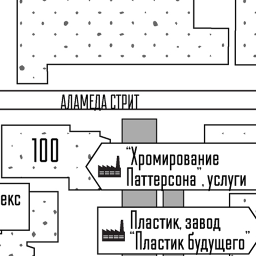 АЛАМЕДА СТРИТ
100
"Хромирование
Паттерсона", услуги
екс
Пластик, завод
"Пластик будущего"